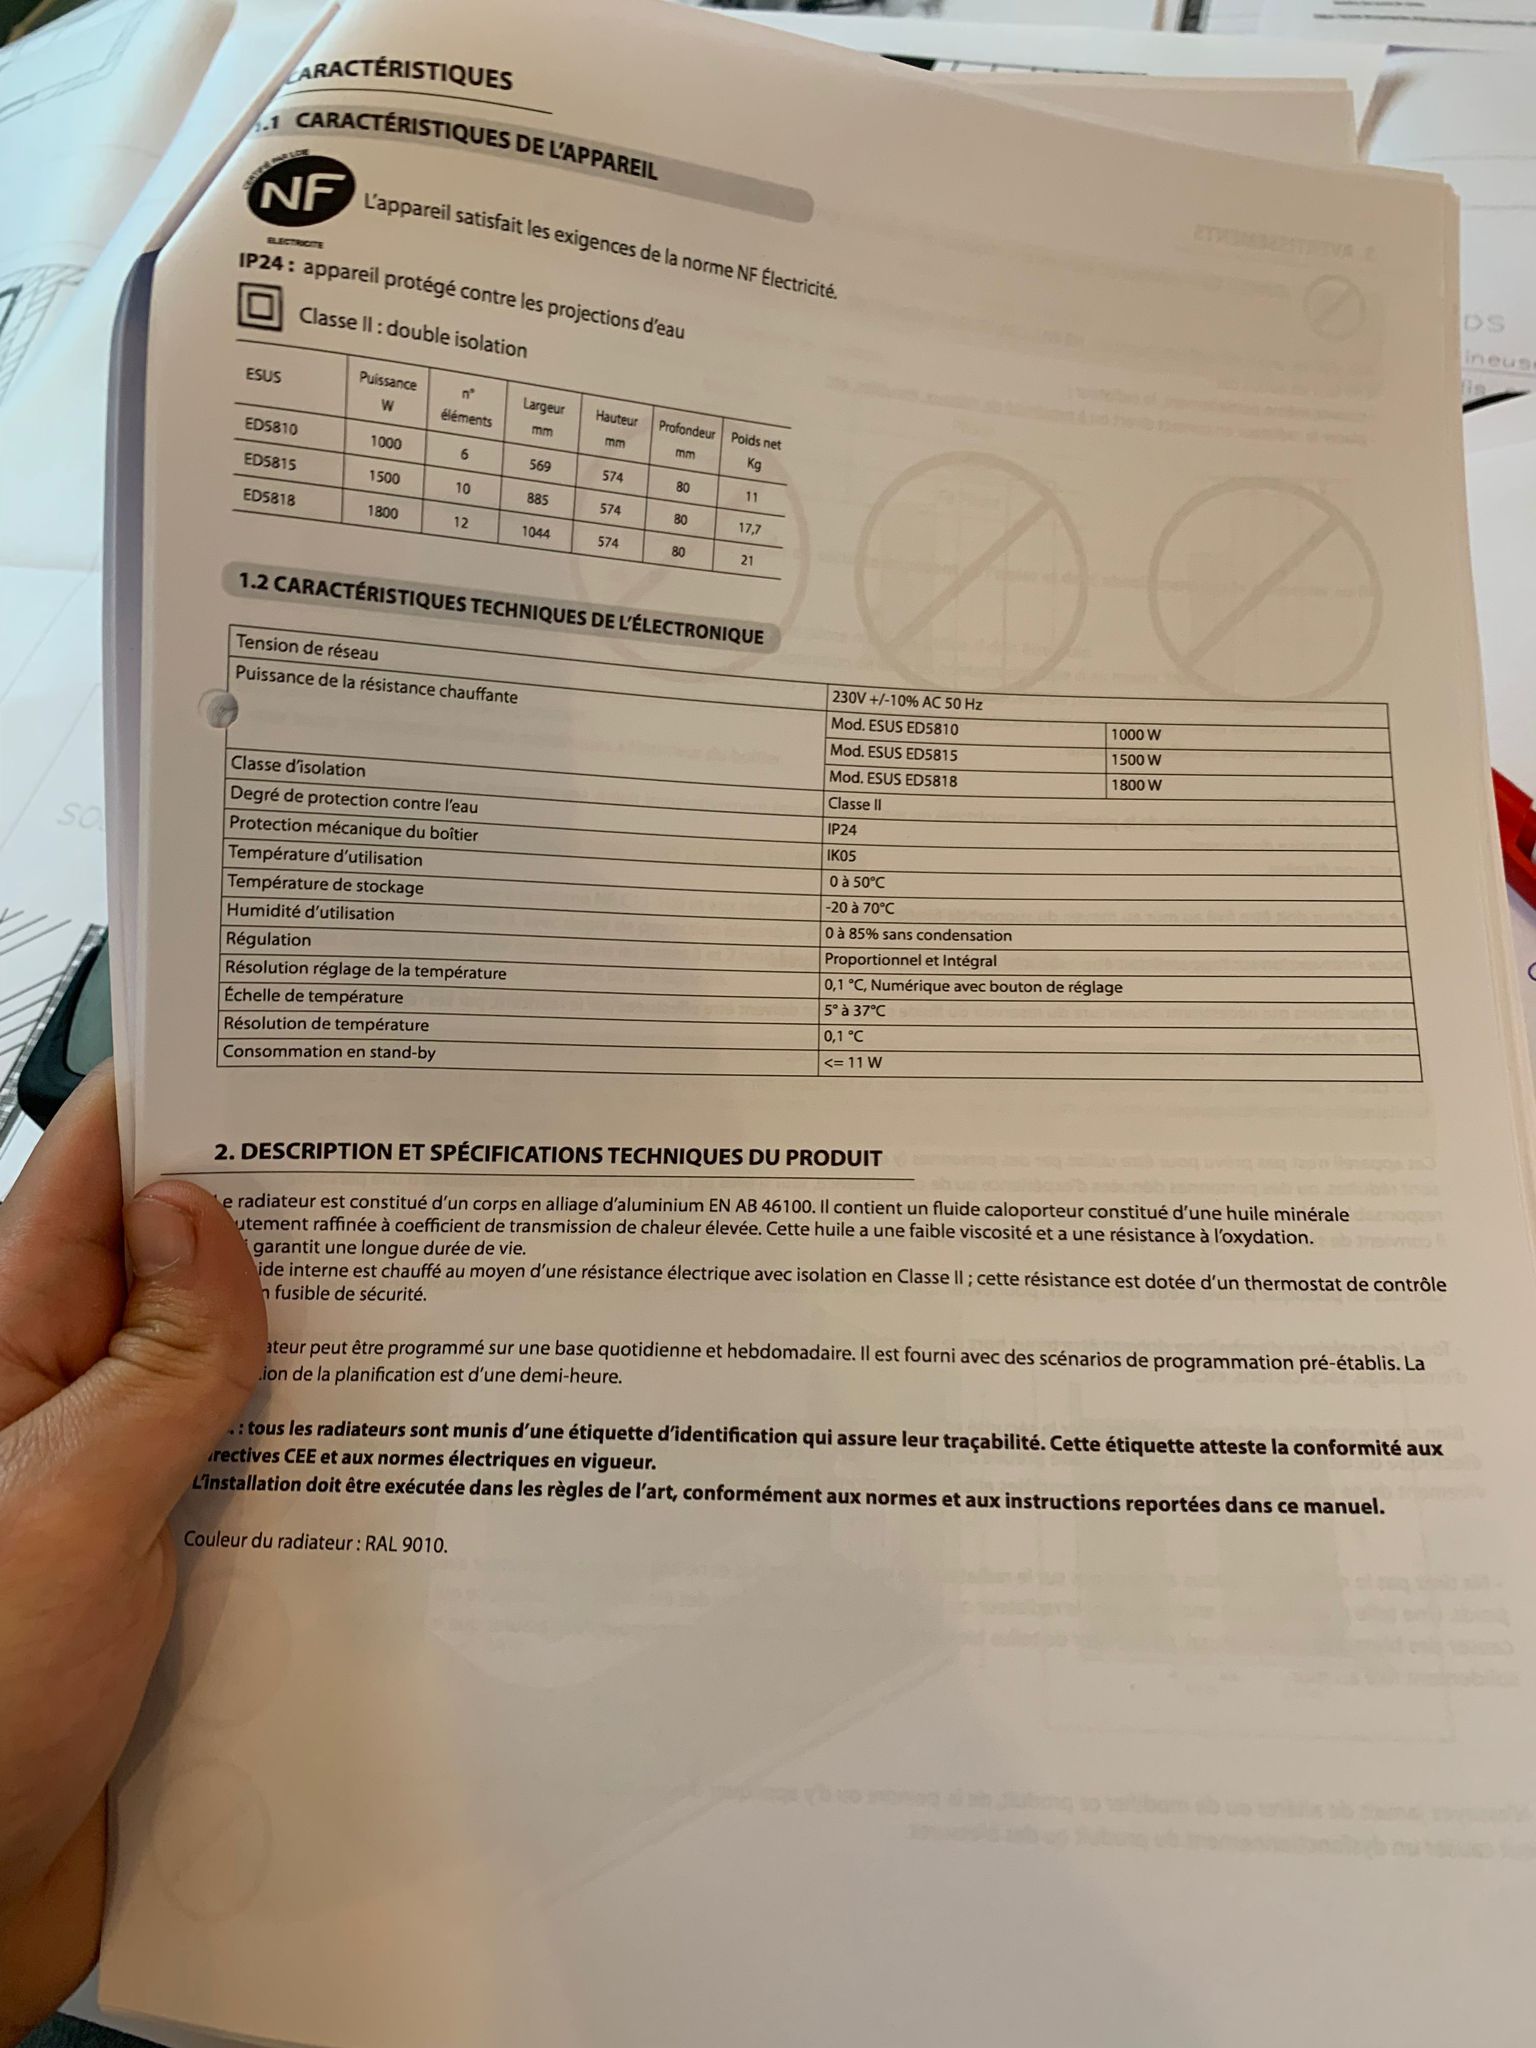 CARACTÉRISTIQUES
.1 CARACTÉRISTIQUES DE L'APPAREIL
CERTIFIÉ PAR LCIE
NF
ELECTRICITE
L'appareil satisfait les exigences de la norme NF Électricité.
IP24 : appareil protégé contre les projections d'eau
Classe II : double isolation
ESUS Puissance W n° éléments Largeur mm Hauteur mm Profondeur mm Poids net Kg
ED5810 1000 6 569 574 80 11
ED5815 1500 10 885 574 80 17,7
ED5818 1800 12 1044 574 80 21
1.2 CARACTÉRISTIQUES TECHNIQUES DE L'ÉLECTRONIQUE
Tension de réseau 230V +/-10% AC 50 Hz
Puissance de la résistance chauffante Mod. ESUS ED5810 1000 W
Mod. ESUS ED5815 1500 W
Mod. ESUS ED5818 1800 W
Classe d'isolation Classe II
Degré de protection contre l'eau IP24
Protection mécanique du boîtier IK05
Température d'utilisation 0 à 50°C
Température de stockage -20 à 70°C
Humidité d'utilisation 0 à 85% sans condensation
Régulation Proportionnel et Intégral
Résolution réglage de la température 0,1 °C, Numérique avec bouton de réglage
Échelle de température 5° à 37°C
Résolution de température 0,1 °C
Consommation en stand-by <= 11 W
2. DESCRIPTION ET SPÉCIFICATIONS TECHNIQUES DU PRODUIT
e radiateur est constitué d'un corps en alliage d'aluminium EN AB 46100. Il contient un fluide caloporteur constitué d'une huile minérale
utement raffinée à coefficient de transmission de chaleur élevée. Cette huile a une faible viscosité et a une résistance à l'oxydation.
garantit une longue durée de vie.
ide interne est chauffé au moyen d'une résistance électrique avec isolation en Classe II ; cette résistance est dotée d'un thermostat de contrôle
n fusible de sécurité.
ateur peut être programmé sur une base quotidienne et hebdomadaire. Il est fourni avec des scénarios de programmation pré-établis. La
ion de la planification est d'une demi-heure.
. : tous les radiateurs sont munis d'une étiquette d'identification qui assure leur traçabilité. Cette étiquette atteste la conformité aux
rectives CEE et aux normes électriques en vigueur.
L'installation doit être exécutée dans les règles de l'art, conformément aux normes et aux instructions reportées dans ce manuel.
Couleur du radiateur : RAL 9010.